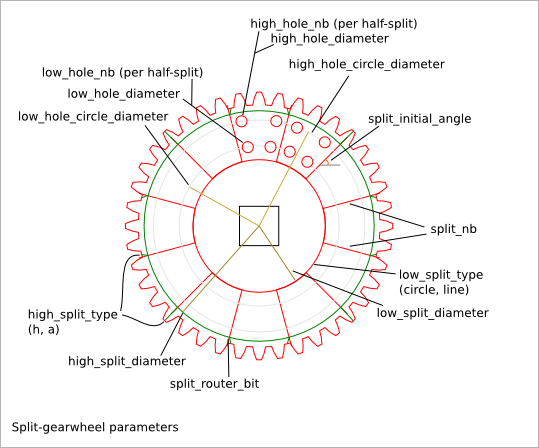 high_hole_nb (per half-split)
high_hole_diameter
high_hole_circle_diameter
low_hole_nb (per half-split)
low_hole_diameter
low_hole_circle_diameter
split_initial_angle
split_nb
low_split_type
(circle, line)
low_split_diameter
high_split_type
(h, a)
high_split_diameter
split_router_bit
Split-gearwheel parameters